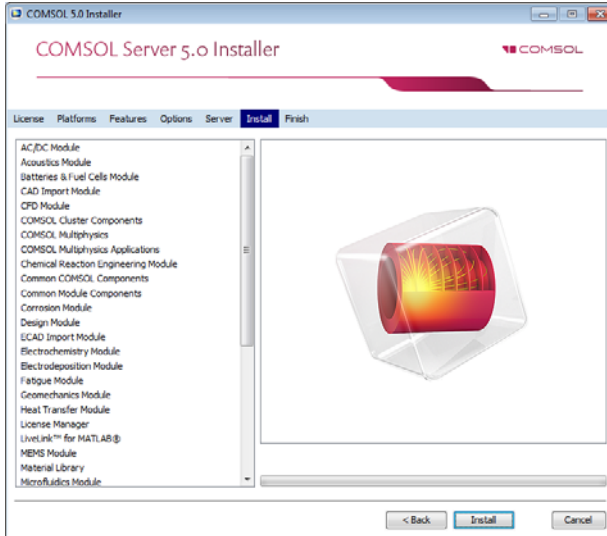 COMSOL 5.0 Installer
COMSOL Server 5.0 Installer
COMSOL
License Platforms Features Options Server Install Finish
AC/DC Module
Acoustics Module
Batteries & Fuel Cells Module
CAD Import Module
CFD Module
COMSOL Cluster Components
COMSOL Multiphysics
COMSOL Multiphysics Applications
Chemical Reaction Engineering Module
Common COMSOL Components
Common Module Components
Corrosion Module
Design Module
ECAD Import Module
Electrochemistry Module
Electrodeposition Module
Fatigue Module
Geomechanics Module
Heat Transfer Module
License Manager
LiveLink™ for MATLAB®
MEMS Module
Material Library
Microfluidics Module
< Back Install Cancel